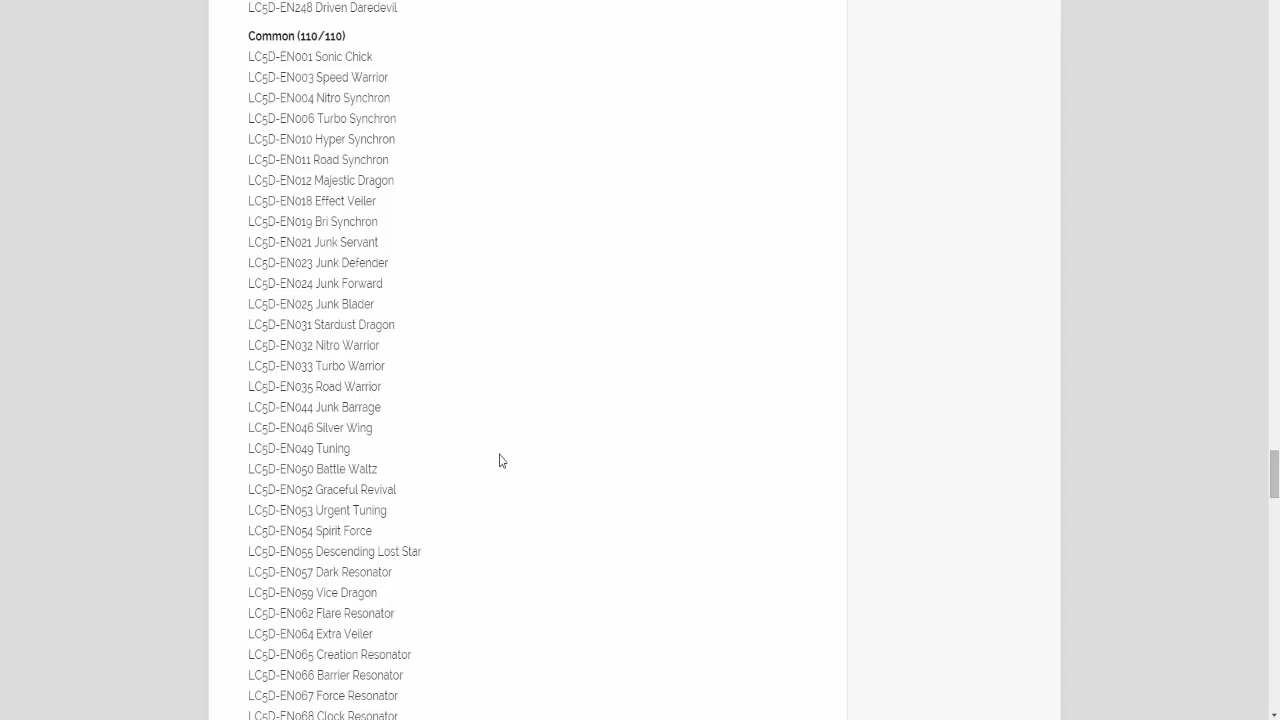 LC5D-EN248 Driven Daredevil
Common (110/110)
LC5D-EN001 Sonic Chick
LC5D-EN003 Speed Warrior
LC5D-EN004 Nitro Synchron
LC5D-EN006 Turbo Synchron
LC5D-EN010 Hyper Synchron
LC5D-EN011 Road Synchron
LC5D-EN012 Majestic Dragon
LC5D-EN018 Effect Veiler
LC5D-EN019 Bri Synchron
LC5D-EN021 Junk Servant
LC5D-EN023 Junk Defender
LC5D-EN024 Junk Forward
LC5D-EN025 Junk Blader
LC5D-EN031 Stardust Dragon
LC5D-EN032 Nitro Warrior
LC5D-EN033 Turbo Warrior
LC5D-EN035 Road Warrior
LC5D-EN044 Junk Barrage
LC5D-EN046 Silver Wing
LC5D-EN049 Tuning
LC5D-EN050 Battle Waltz
LC5D-EN052 Graceful Revival
LC5D-EN053 Urgent Tuning
LC5D-EN054 Spirit Force
LC5D-EN055 Descending Lost Star
LC5D-EN057 Dark Resonator
LC5D-EN059 Vice Dragon
LC5D-EN062 Flare Resonator
LC5D-EN064 Extra Veiler
LC5D-EN065 Creation Resonator
LC5D-EN066 Barrier Resonator
LC5D-EN067 Force Resonator
LC5D-EN068 Clock Resonator